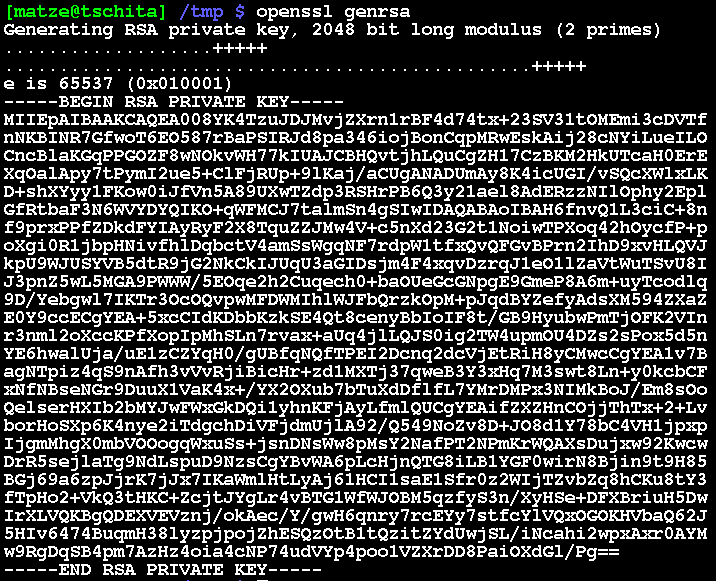 [matze@tschita] /tmp $ openssl genrsa
Generating RSA private key, 2048 bit long modulus (2 primes)
...................+++++
................................................+++++
e is 65537 (0x010001)
-----BEGIN RSA PRIVATE KEY-----
MIIEpAIBAAKCAQEA008YK4TzuJDJMvjZXrn1rBF4d74tx+23SV31tOMEmi3cDVTf
nNKBINR7GfwoT6EO587rBaPSIRJd8pa346iojBonCqpMRwEskAij28cNYiLueILO
CncBlaKGqPPGOZF8wNOkvWH77kIUAJCBHQvtjhLQuCgZH17CzBKM2HkUTcaH0ErE
XqOalApy7tPymI2ue5+ClFjRUp+9lKaj/aCUgANADUmAy8K4icUGI/vSQcXWlxLK
D+shXYyy1FKow0iJfVn5A89UXwTZdp3RSHrPB6Q3y21ael8AdERzzNIlOphy2Epl
GfRtbaF3N6WVYDYQIKO+qWFMCJ7talmSn4gSIwIDAQABAoIBAH6fnvQ1L3ciC+8n
f9prxPPfZDkdFYIAyRyF2X8TquZZJMw4V+c5nXd23G2T1NoiwTPXoq42hOycfP+p
oXgi0R1jbpHNivfhlDqbctV4amSsWgqNF7rdpW1tfxQvQFGvBPrn2IhD9xvHLQVJ
kpU9WJUSYVB5dtR9jG2NkCkIJUqU3aGIDsjm4F4xqvDzrqJ1eO1lZaVtWuTSvU8I
J3pnZ5wL5MGA9PWWW/5EOqe2h2Cuqech0+baOUeGcGNpgE9GmeP8A6m+uyTcodlq
9D/Yebgwl7IKTr3OcOQvpwMFDWMIhlWJFbQrzkOpM+pJqdBYZefyAdsXM594ZXaZ
E0Y9ccECgYEA+5xcCIdKDbbKzkSE4Qt8cenyBbIoIF8t/GB9HyubwPmTjOFK2VIn
r3nml2oXccKPfXopIpMhSLn7rvax+aUq4jlLQJS0ig2TW4upmOU4DZs2sPox5d5n
YE6hwalUja/uE1zCZYqH0/gUBfqNQfTPEI2Dcnq2dcVjEtRiH8yCMwcCgYEA1v7B
agNTpiz4qS9nAfh3vVvRjiBicHr+zd1MXTj37qweB3Y3xHq7M3swt8Ln+y0kcbCF
xNfNBseNGr9DuuX1VaK4x+/YX2OXub7bTuXdDflfL7YMrDMPx3NIMkBoJ/Em8sOo
QelserHXIb2bMYJwFWxGkDQi1yhnKFjAyLfmlQUCgYEAifZXZHnCOjjThTx+2+Lv
borHoSXp6K4nye2iTdgchDiVFjdmUjlA92/Q549NoZv8D+JO8d1Y78bC4VH1jpxp
IjgmMhgX0mbVOOogqWxuSs+jsnDNsWw8pMsY2NafPT2NPmKrWQAXsDujxw92Kwcw
DrR5sejlaTg9NdLspuD9NzsCgYBvWA6pLcHjnQTG8iLB1YGF0wirN8Bjin9t9H85
BGj69a6zpJjrK7jJx7IKaWmlHtLyAj61HCI1saE1Sfr0z2WIjTZvbZq8hCKu8tY3
fTpHo2+VkQ3tHKC+ZcjtJYgLr4vBTG1WfWJOBM5qzfyS3n/XyHSe+DFXBriuH5Dw
IrXLVQKBgQDEXVEVznj/okAec/Y/gwH6qnry7rcEYy7stfcYlVQxOGOKHVbaQ62J
5HIv6474BuqmH38lyzpjpojZhESQzOtB1tQzitZYdUwjSL/iNcahi2wpxAxr0AYM
w9RgDqSB4pm7AzHz4oia4cNP74udVYp4poo1VZXrDD8PaiOXdGl/Pg==
-----END RSA PRIVATE KEY-----